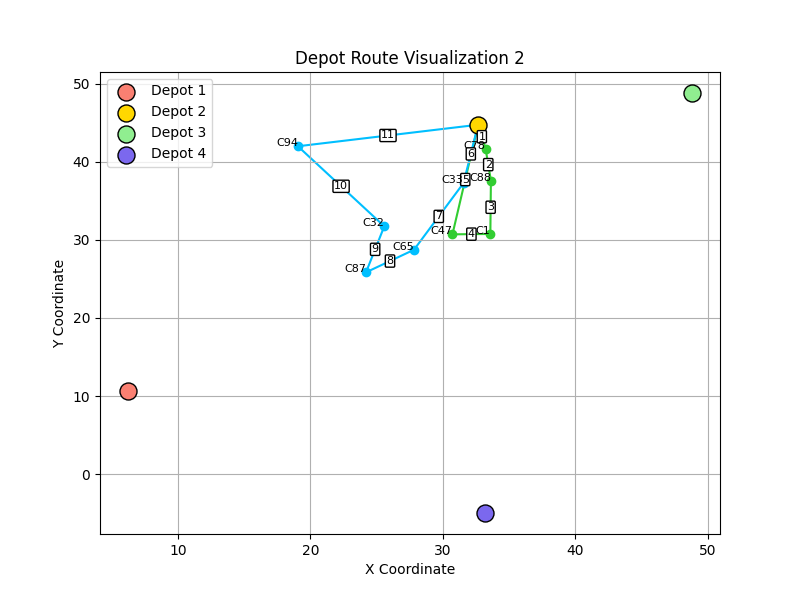 Depot Route Visualization 2
Depot 1
Depot 2
Depot 3
Depot 4
50
40
30
20
10
0
10
20
30
40
50
X Coordinate
Y Coordinate
11
1
C94
6
2
C33
5
C88
10
3
7
C32
C47
4
C1
9
C65
8
C87